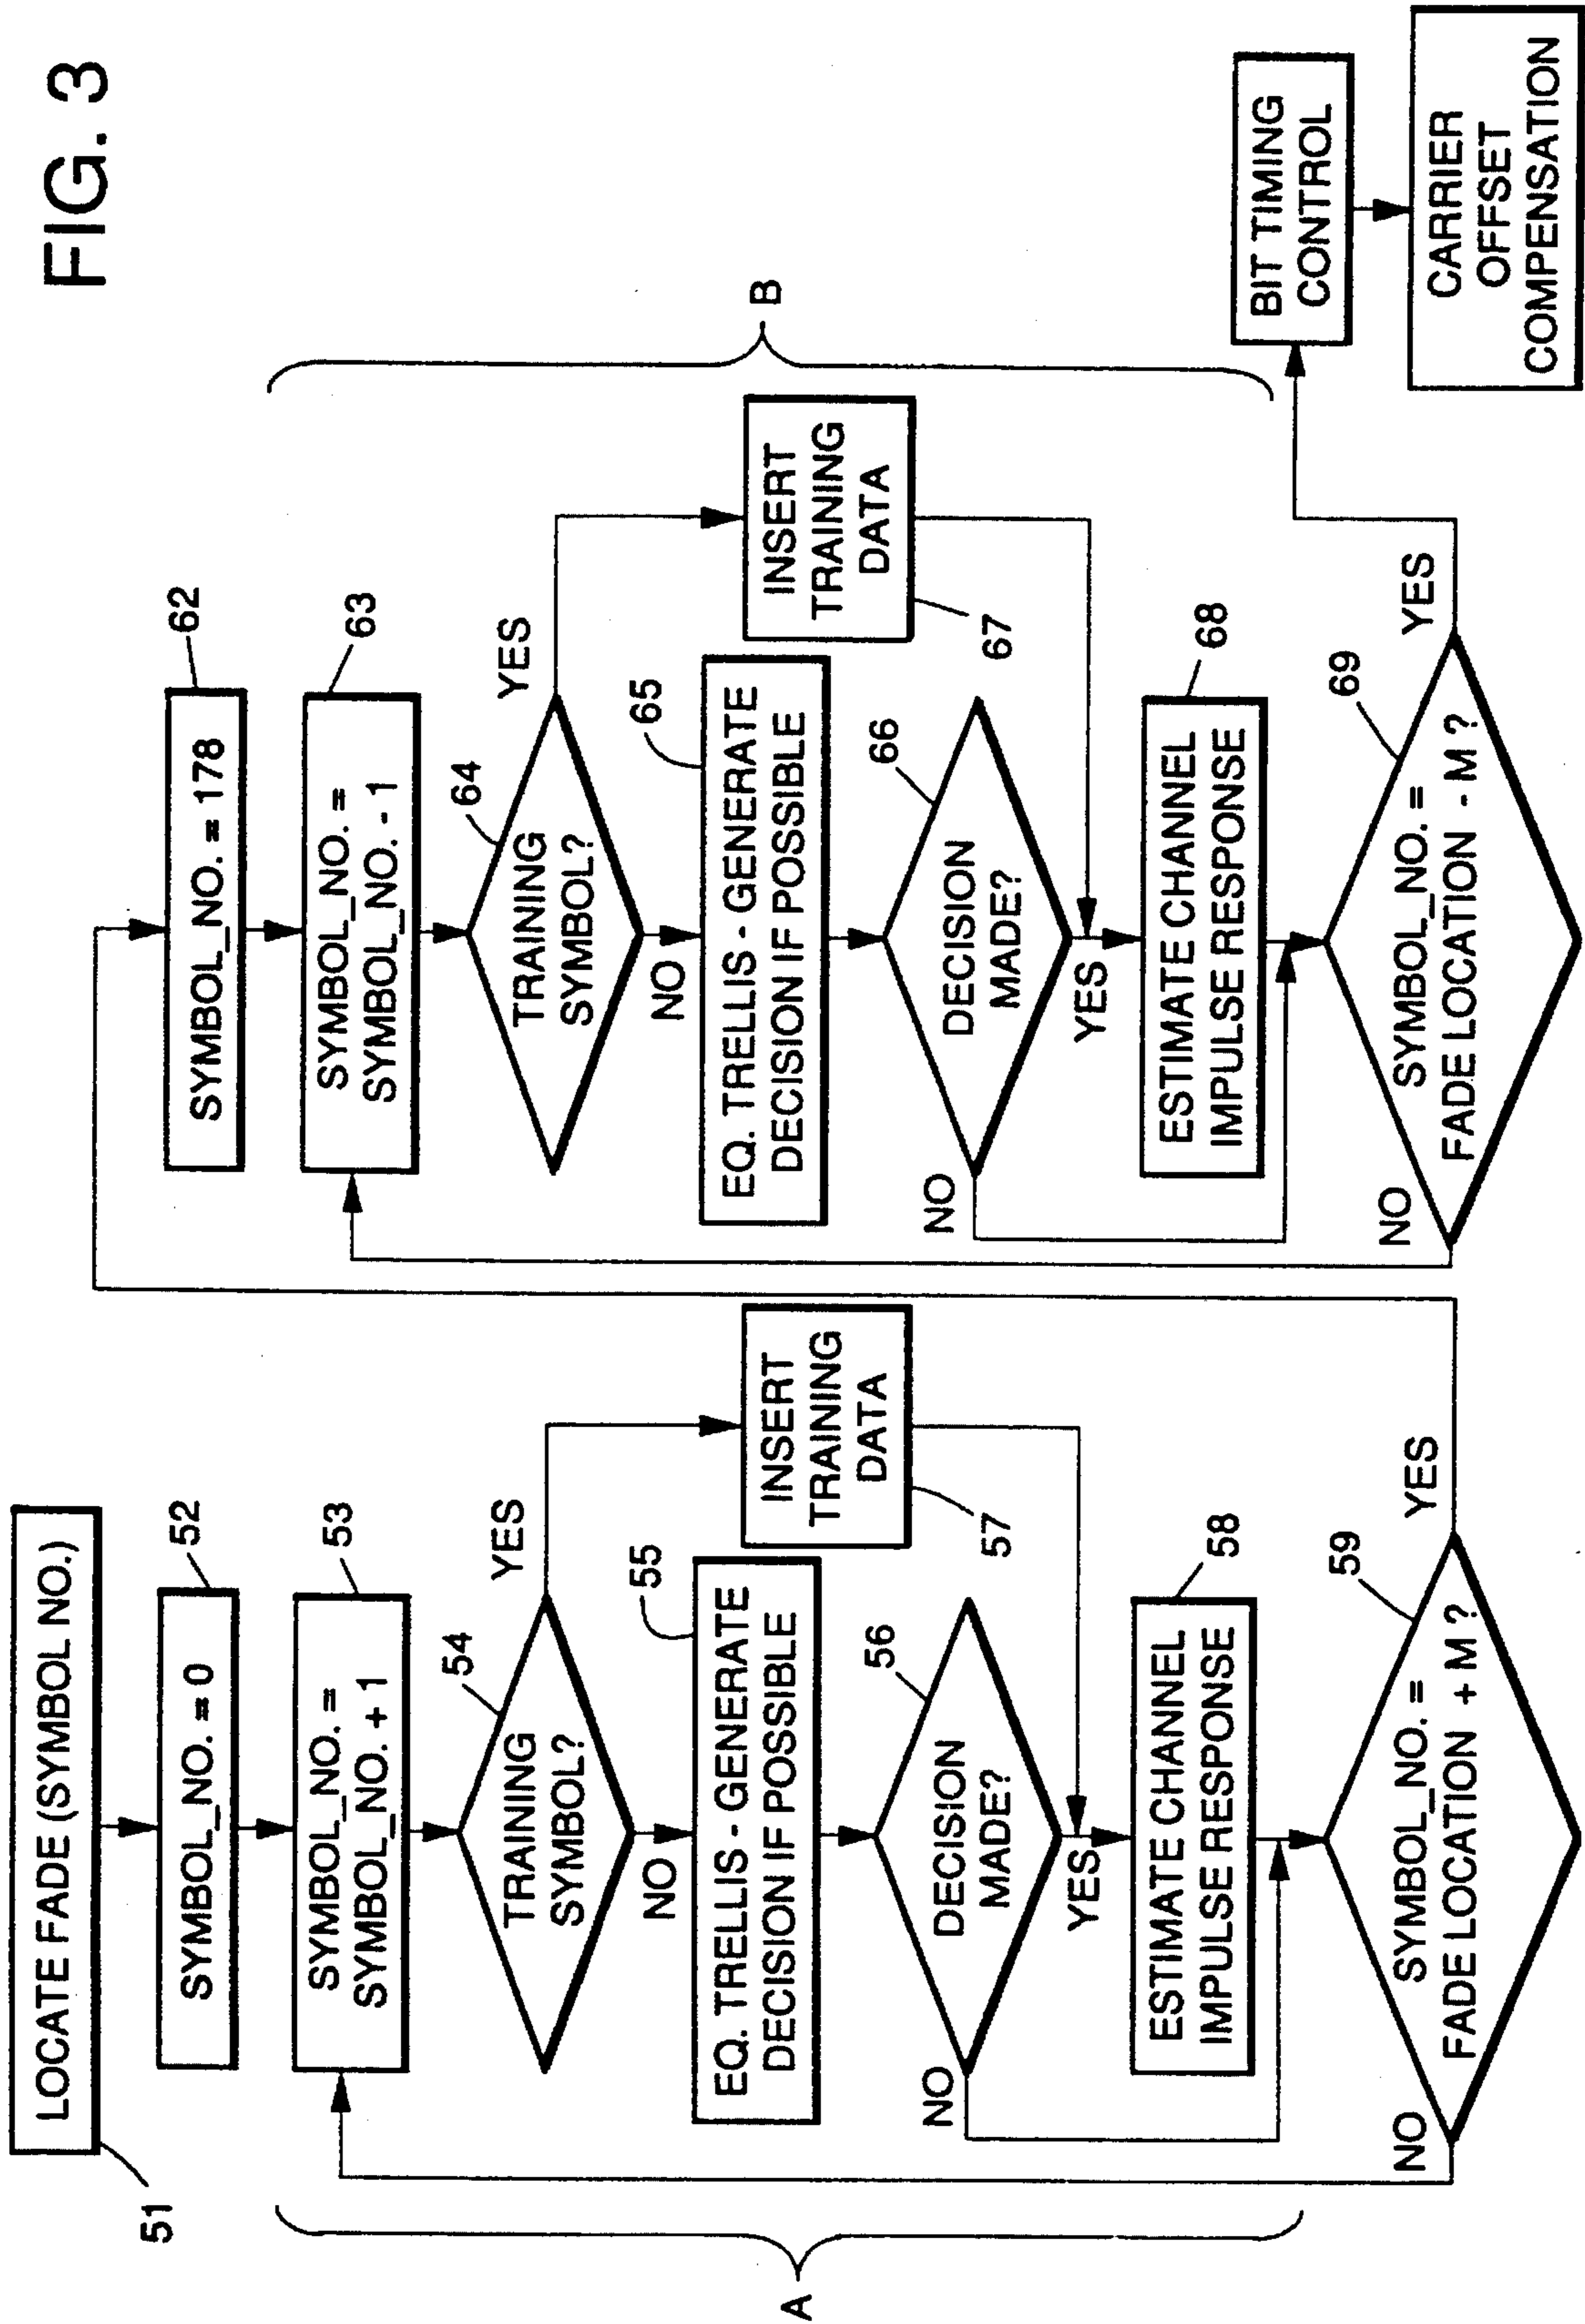 FIG. 3
LOCATE FADE (SYMBOL NO.)
51
SYMBOL_NO. = 0
52
SYMBOL_NO. =
SYMBOL_NO. + 1
53
TRAINING
SYMBOL?
54
YES
NO
EQ. TRELLIS - GENERATE
DECISION IF POSSIBLE
55
INSERT
TRAINING
DATA
57
DECISION
MADE?
56
NO
YES
ESTIMATE CHANNEL
IMPULSE RESPONSE
58
SYMBOL_NO. =
FADE LOCATION + M ?
59
NO
YES
A
SYMBOL_NO. = 178
62
SYMBOL_NO. =
SYMBOL_NO. - 1
63
TRAINING
SYMBOL?
64
YES
NO
EQ. TRELLIS - GENERATE
DECISION IF POSSIBLE
65
INSERT
TRAINING
DATA
67
DECISION
MADE?
66
NO
YES
ESTIMATE CHANNEL
IMPULSE RESPONSE
68
SYMBOL_NO. =
FADE LOCATION - M ?
69
NO
YES
B
BIT TIMING
CONTROL
CARRIER
OFFSET
COMPENSATION